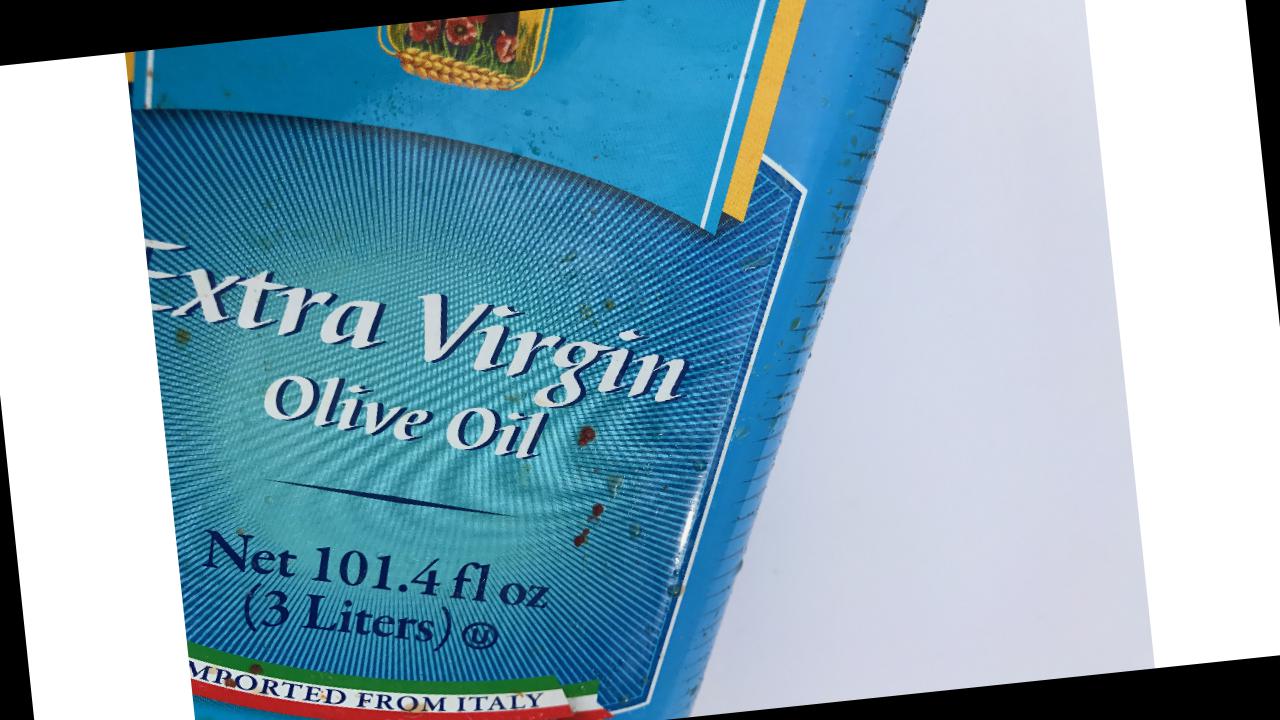 Extra Virgin
Olive Oil
Net 101.4 fl oz
(3 Liters) Ⓤ
MPORTED FROM ITALY